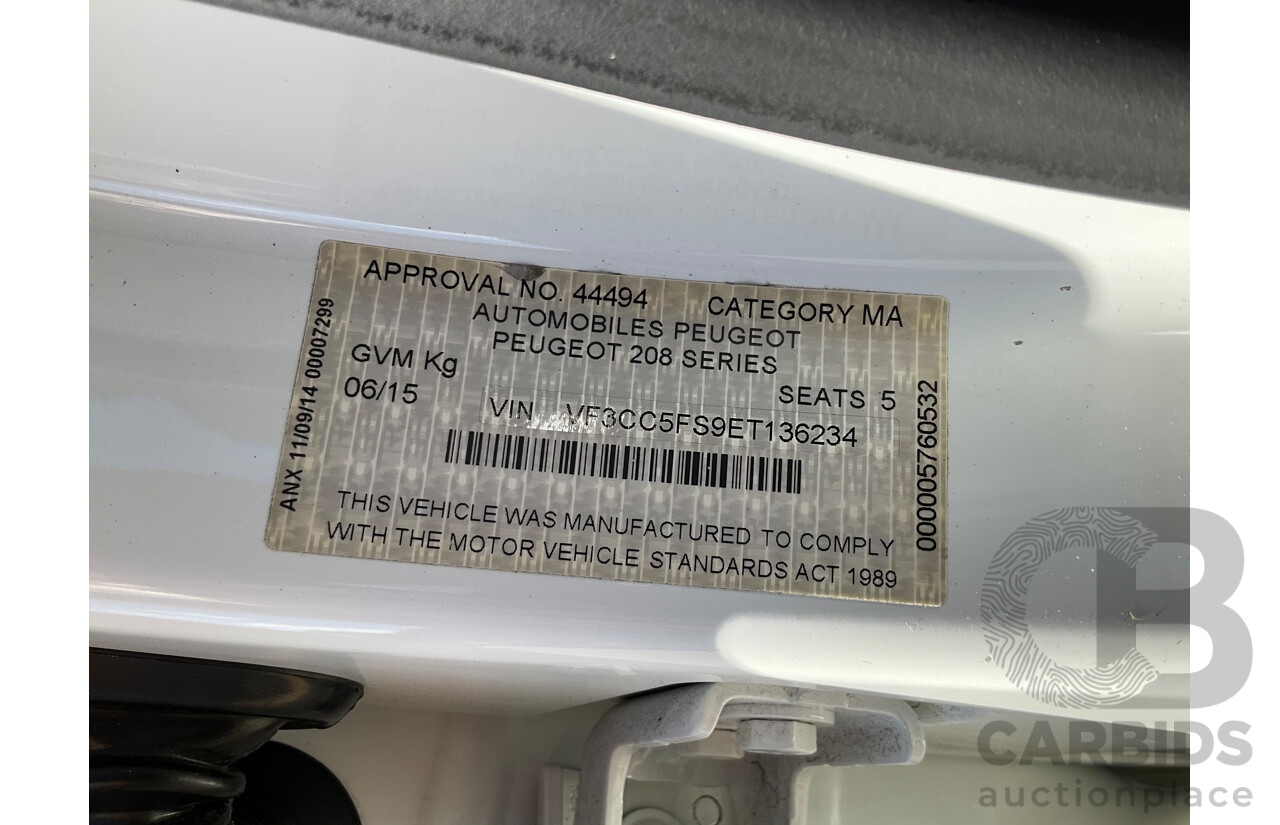 APPROVAL NO. 44494 CATEGORY MA
AUTOMOBILES PEUGEOT
PEUGEOT 208 SERIES
GVM Kg
SEATS 5
06/15
VIN VF3CC5FS9ET136234
THIS VEHICLE WAS MANUFACTURED TO COMPLY
WITH THE MOTOR VEHICLE STANDARDS ACT 1989
ANX 11/09/14 00007299
0000005760532
CB
CARBIDS
auctionplace